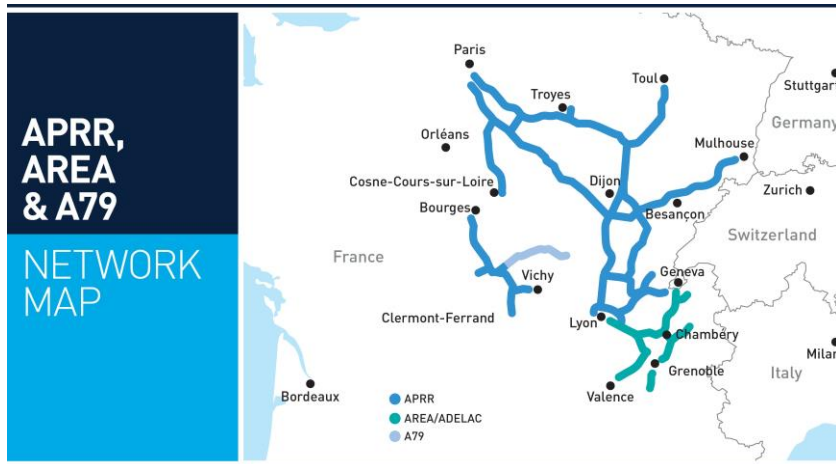 APRR,
AREA
& A79
NETWORK
MAP
Paris
Toul
Troyes
Stuttgart
Germany
Orléans
Mulhouse
Cosne-Cours-sur-Loire
Dijon
Zurich
Bourges
Besançon
Switzerland
France
Geneva
Vichy
Clermont-Ferrand
Lyon
Chambéry
Milan
Grenoble
Italy
Bordeaux
Valence
APRR
AREA/ADELAC
A79